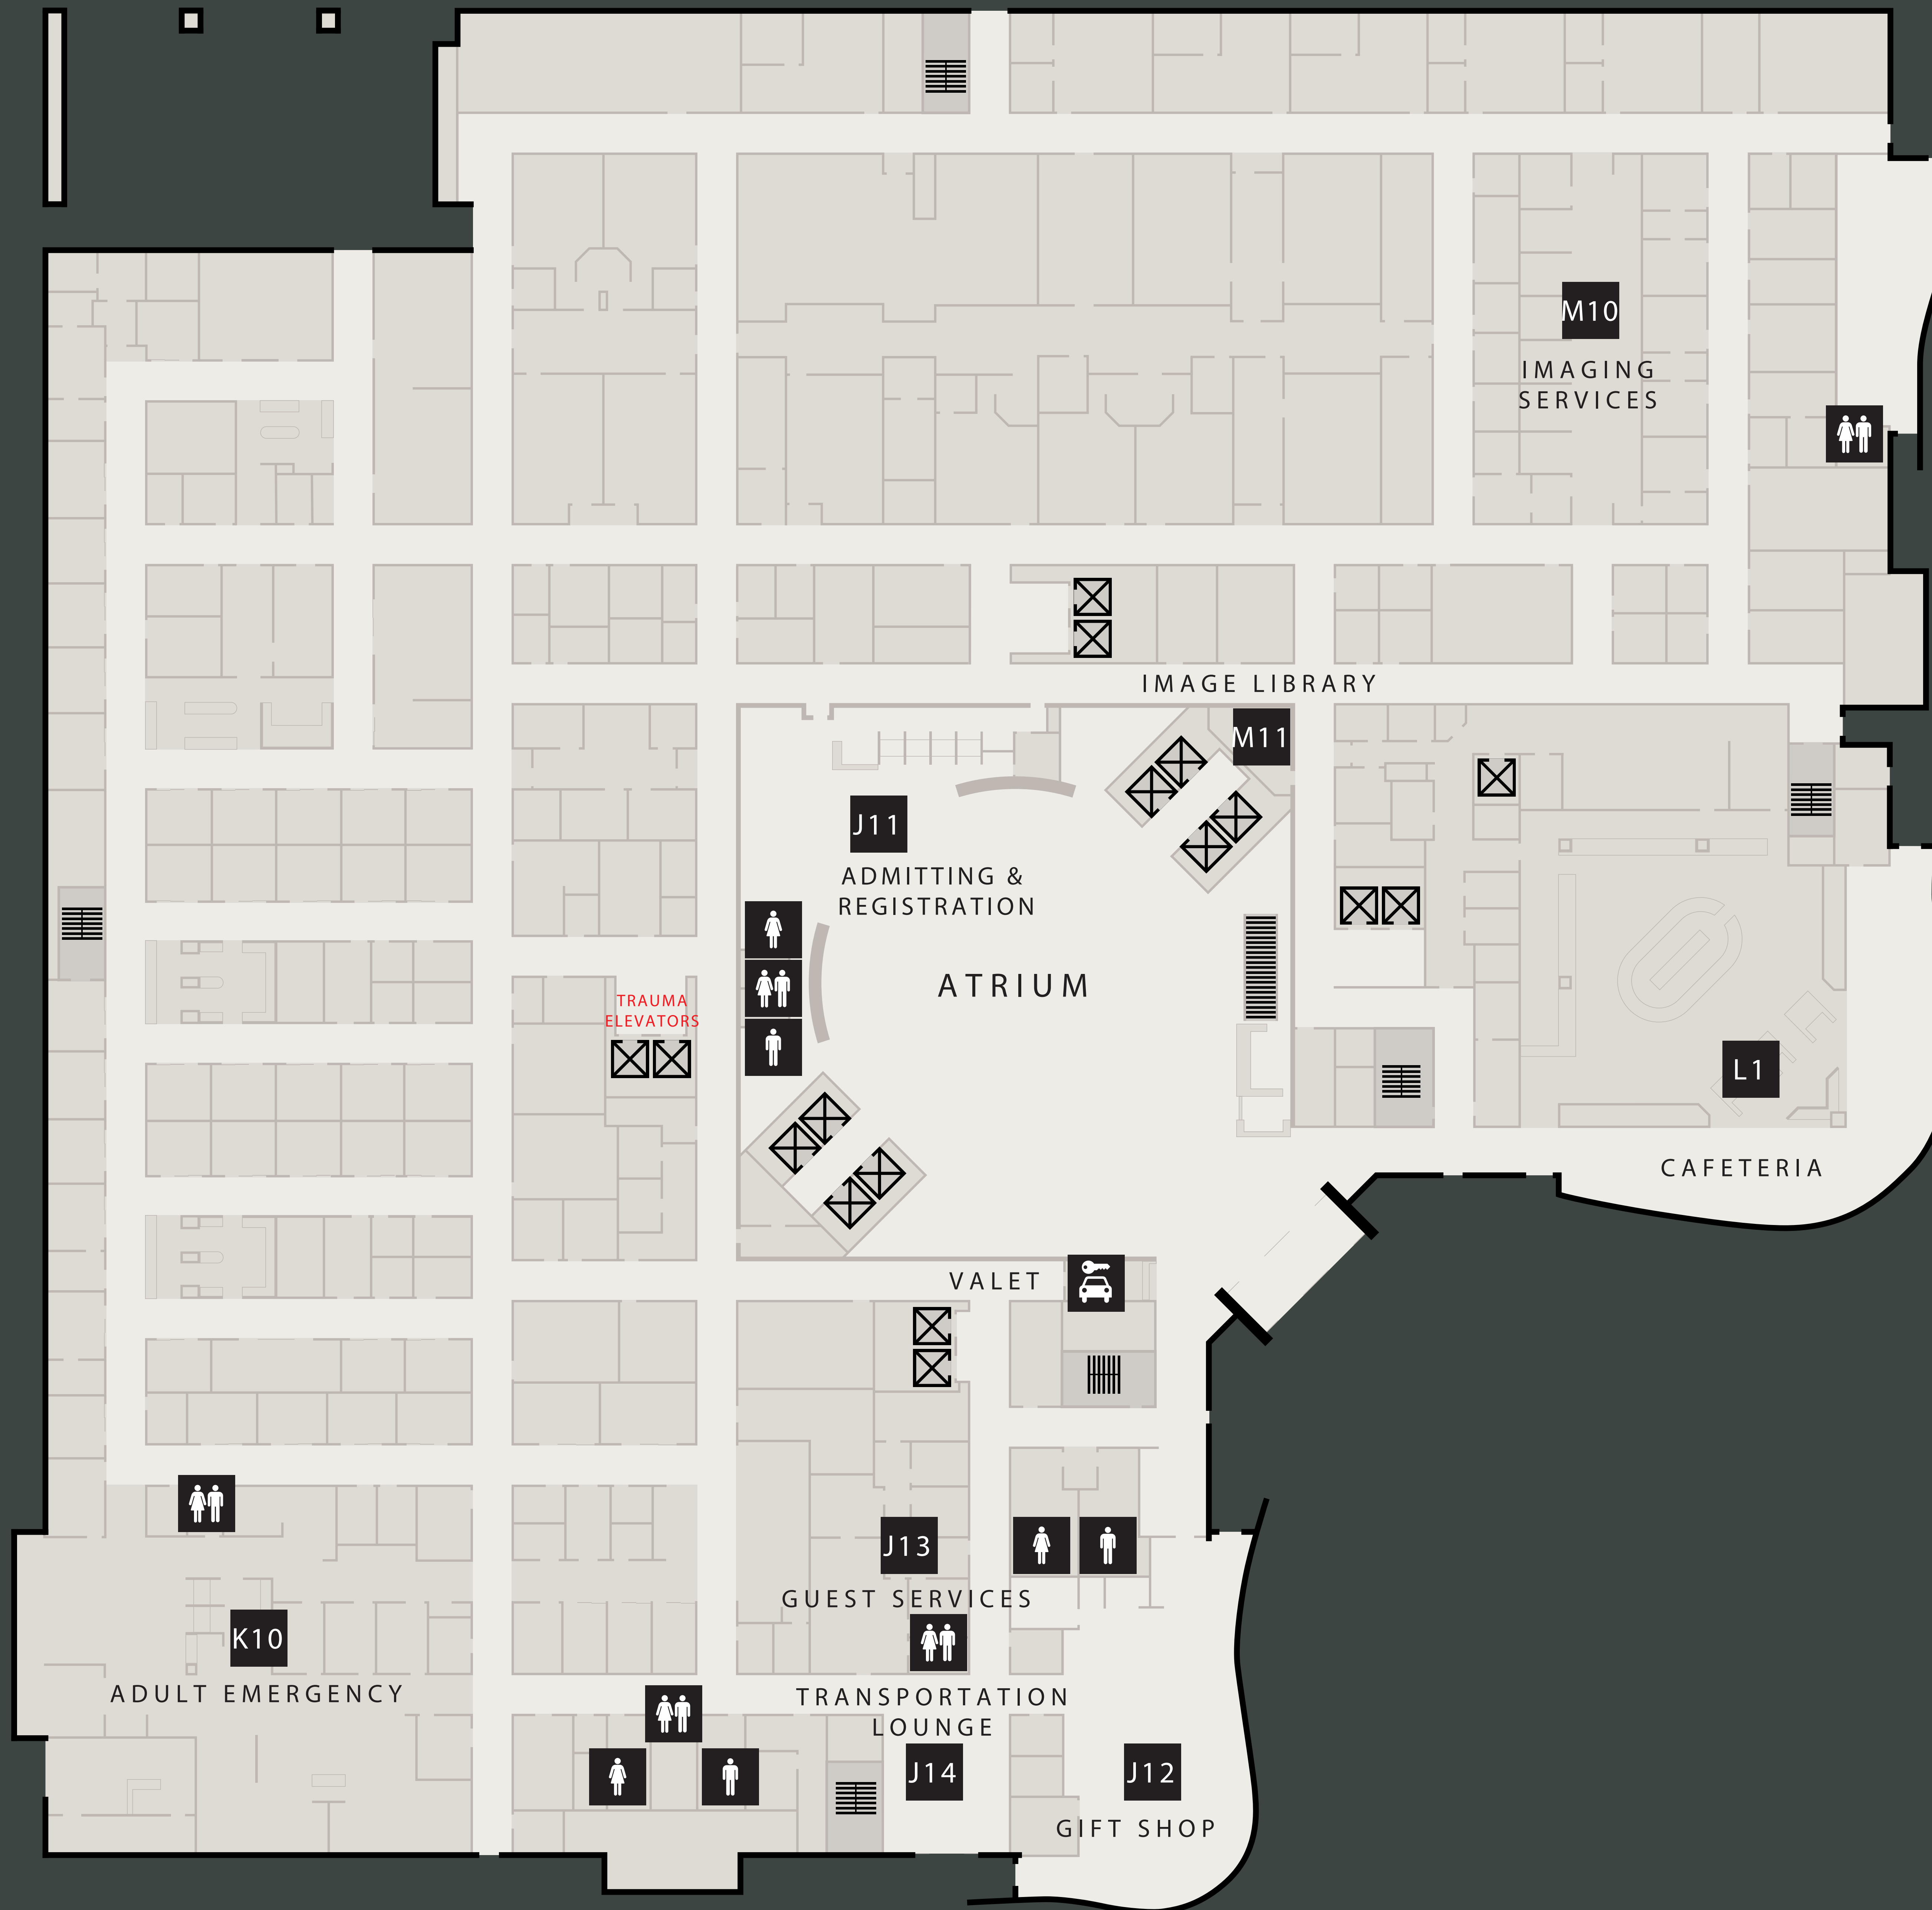 M10
IMAGING
SERVICES
IMAGE LIBRARY
M11
J11
ADMITTING &
REGISTRATION
ATRIUM
TRAUMA
ELEVATORS
L1
CAFETERIA
VALET
J13
GUEST SERVICES
K10
ADULT EMERGENCY
TRANSPORTATION
LOUNGE
J14
J12
GIFT SHOP